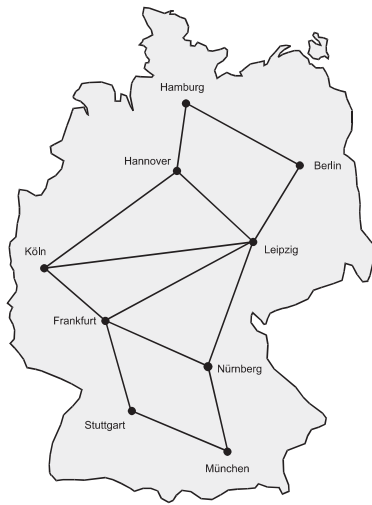 Hamburg
Hannover
Berlin
Köln
Leipzig
Frankfurt
Nürnberg
Stuttgart
München